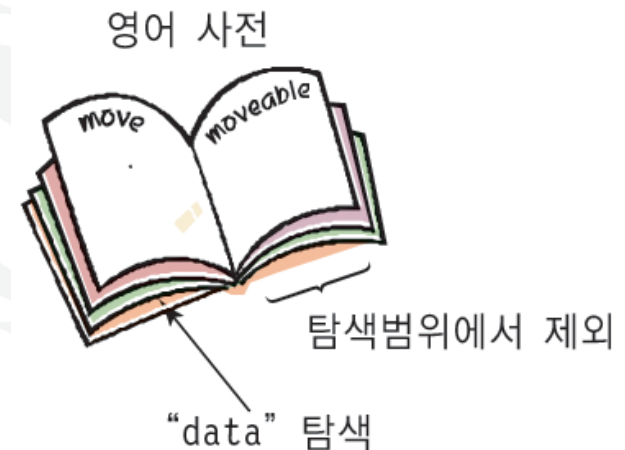 영어 사전
move
moveable
탐색범위에서 제외
“data” 탐색